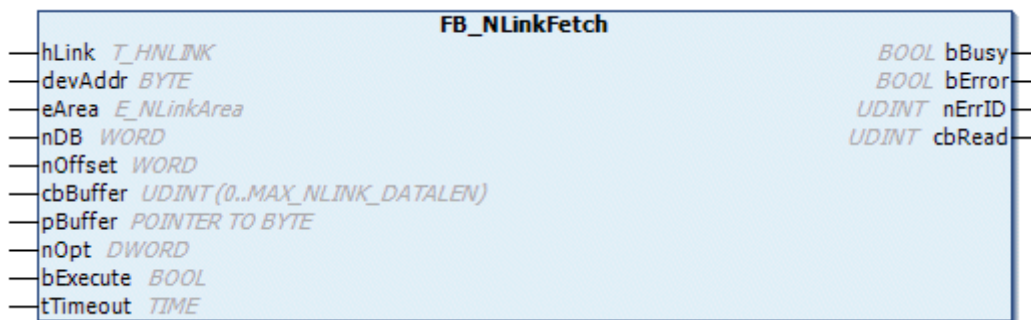 FB_NLinkFetch
hLink T_HNLINK BOOL bBusy
devAddr BYTE BOOL bError
eArea E_NLinkArea UDINT nErrID
nDB WORD UDINT cbRead
nOffset WORD
cbBuffer UDINT (0..MAX_NLINK_DATALEN)
pBuffer POINTER TO BYTE
nOpt DWORD
bExecute BOOL
tTimeout TIME